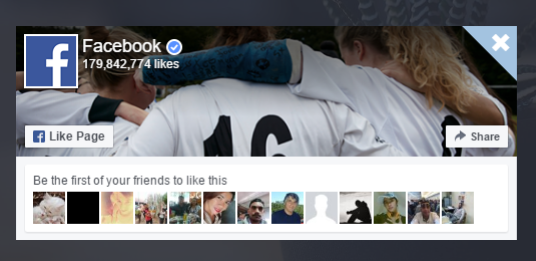 Facebook
179,842,774 likes
16
Like Page
Share
Be the first of your friends to like this